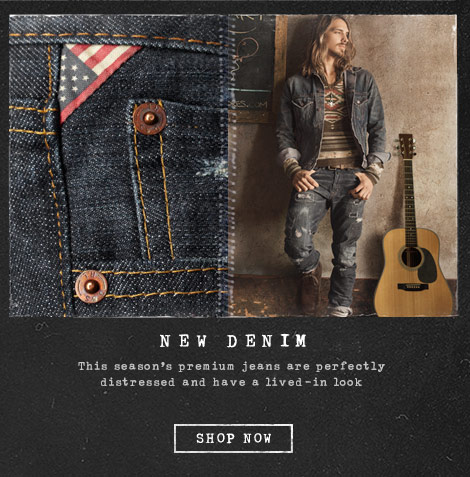 NEW DENIM
This season's premium jeans are perfectly
distressed and have a lived-in look
SHOP NOW